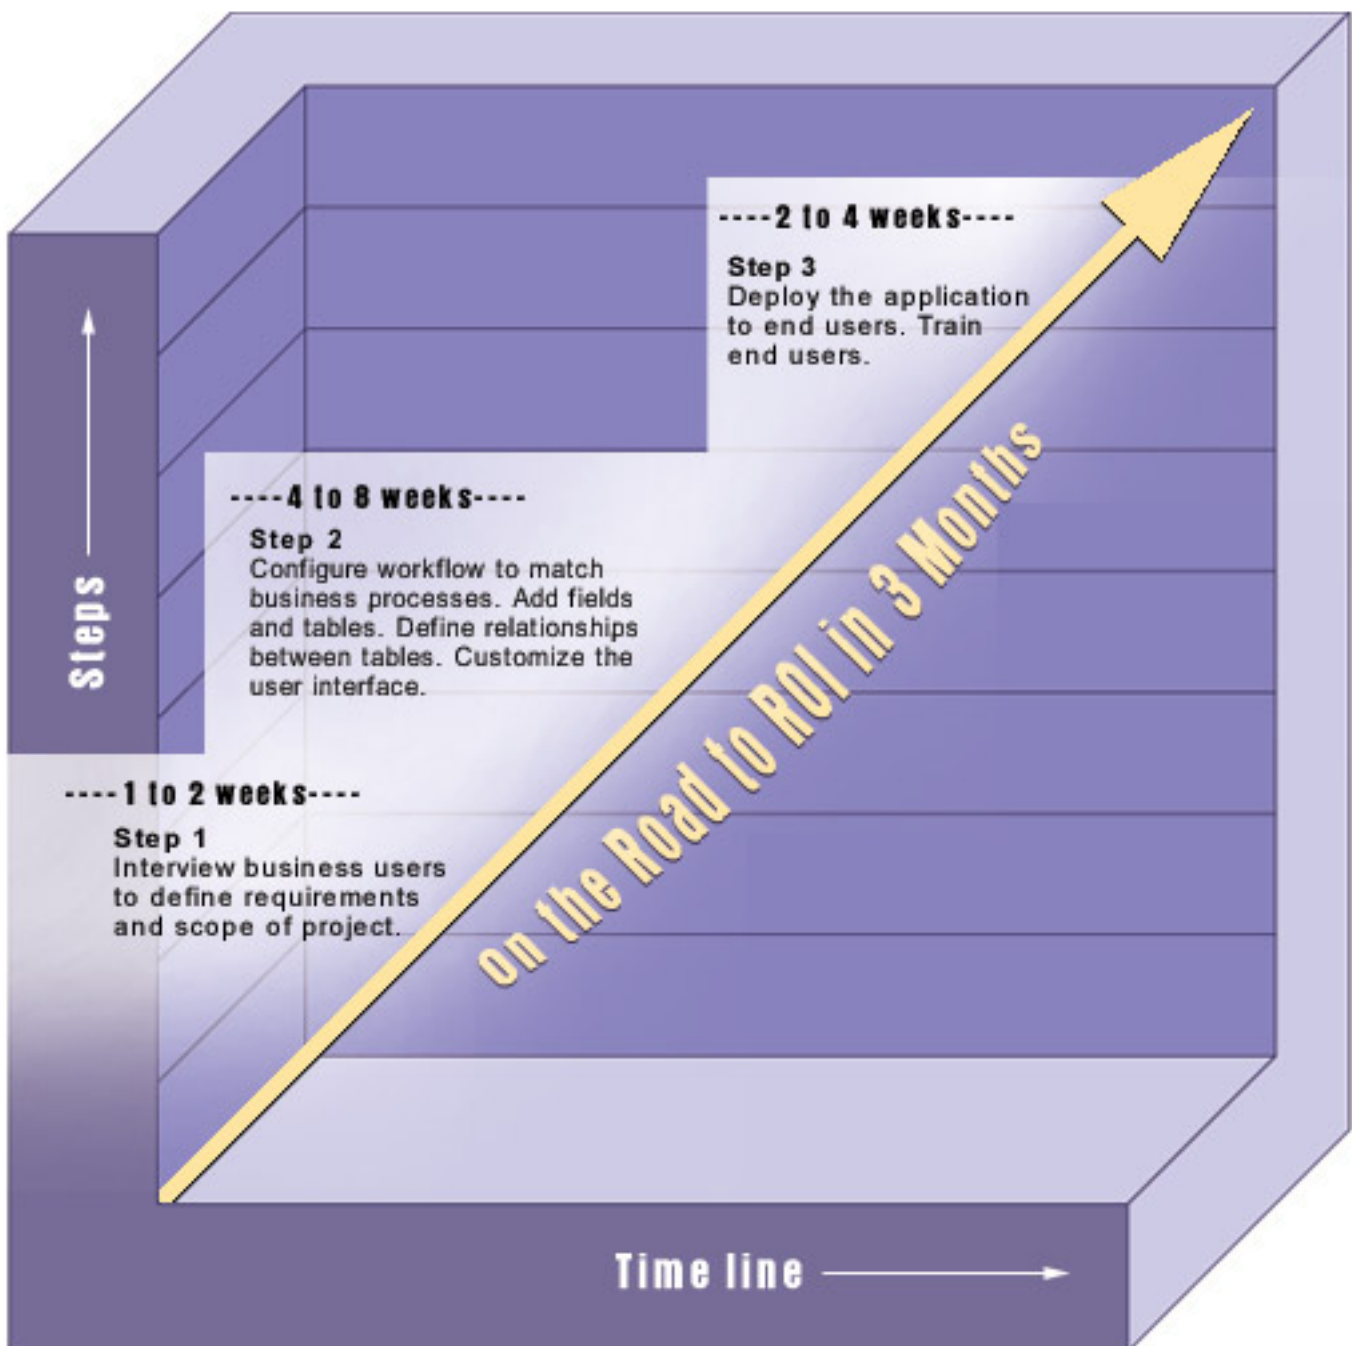 ----2 to 4 weeks----
Step 3
Deploy the application
to end users. Train
end users.
----4 to 8 weeks----
Step 2
Configure workflow to match
business processes. Add fields
and tables. Define relationships
between tables. Customize the
user interface.
----1 to 2 weeks----
Step 1
Interview business users
to define requirements
and scope of project.
on the Road to ROI in 3 Months
Steps
Time line